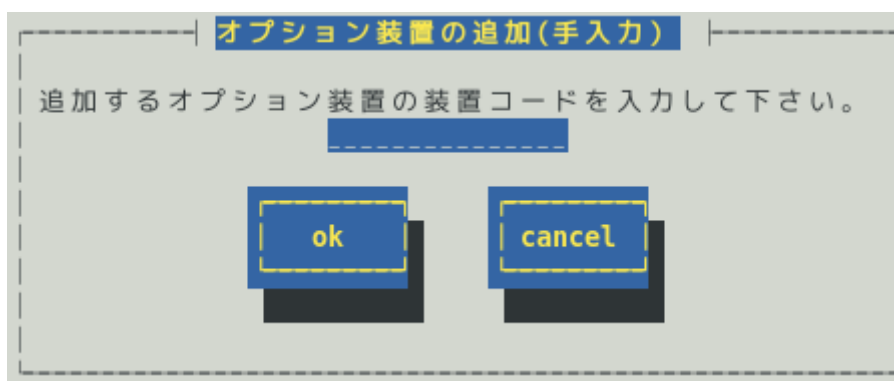 オプション装置の追加(手入力)
追加するオプション装置の装置コードを入力して下さい。
_______________
ok
cancel